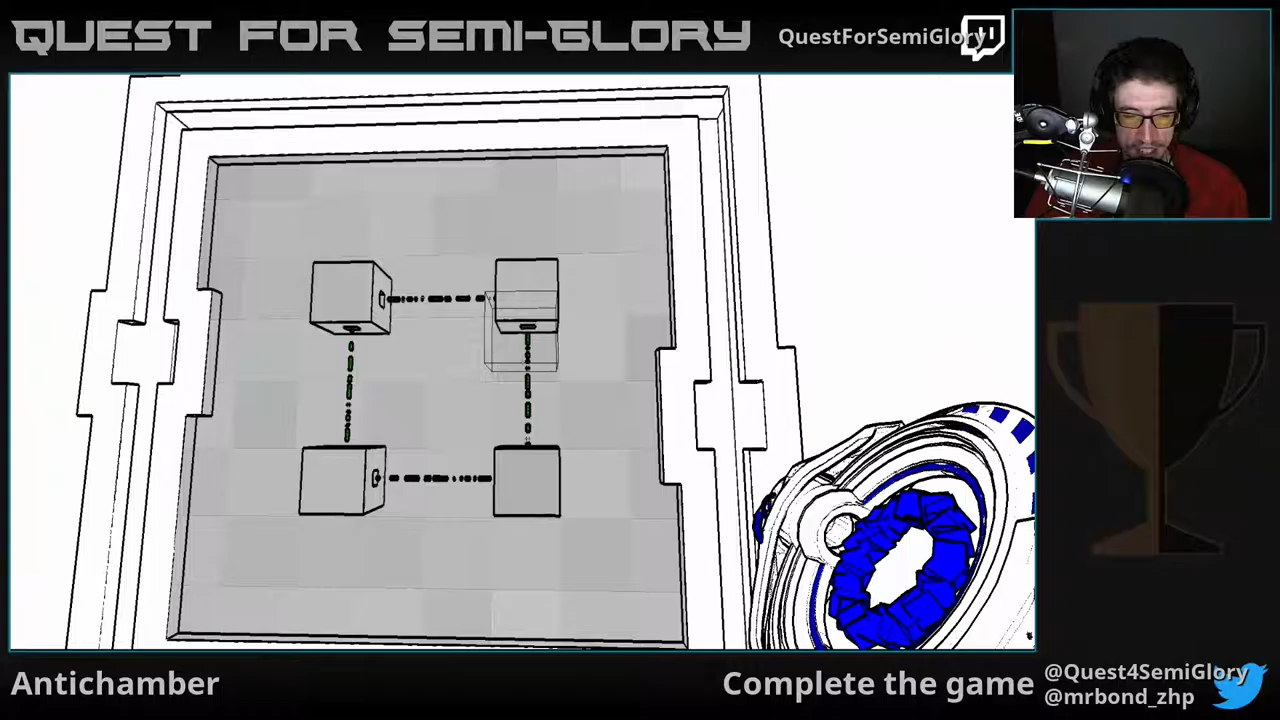 QUEST FOR SEMI-GLORY
QuestForSemiGlory
Antichamber
Complete the game
@Quest4SemiGlory
@mrbond_zhp